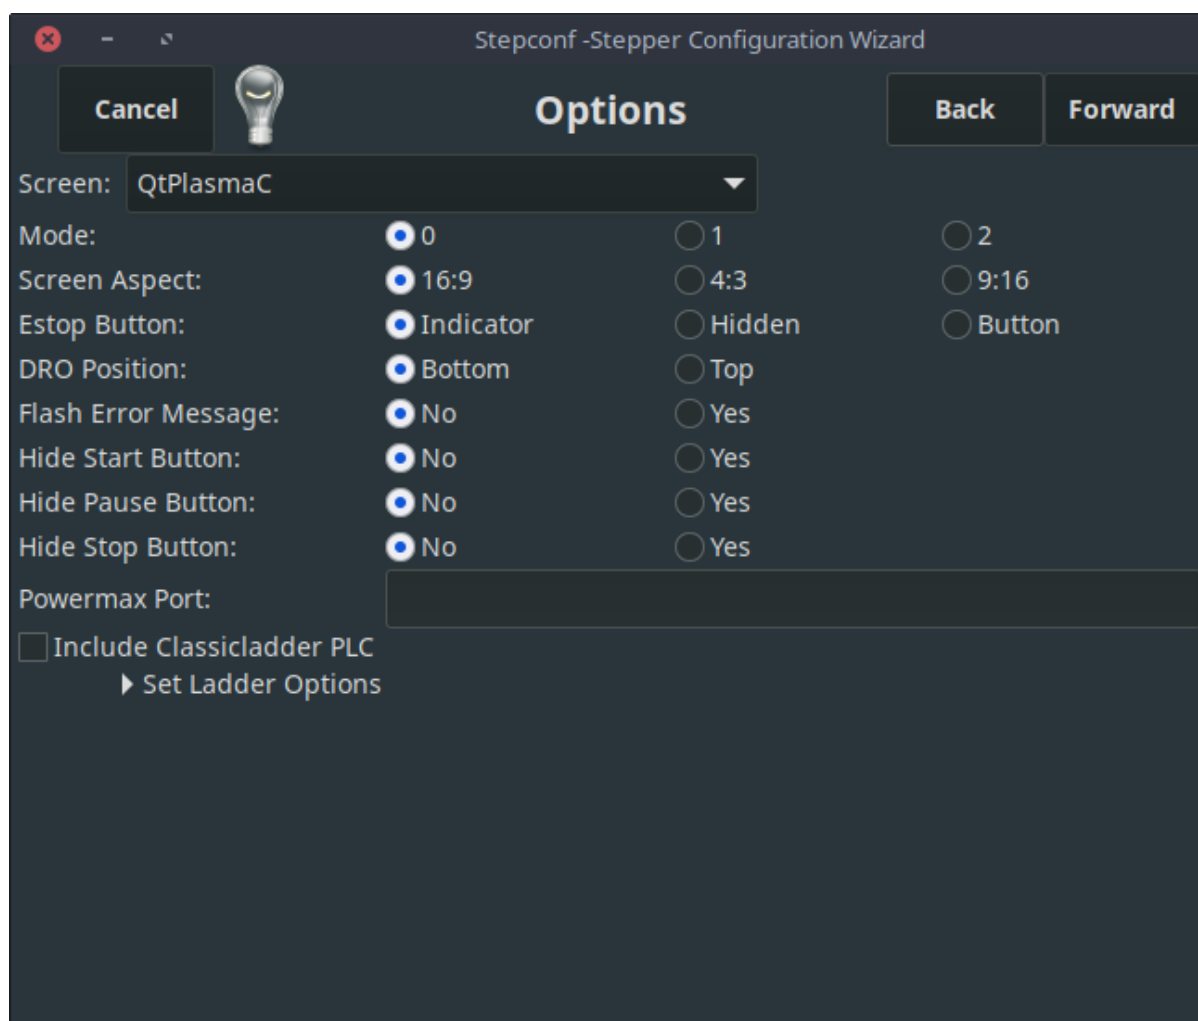 Stepconf -Stepper Configuration Wizard
Cancel Options Back Forward
Screen: QtPlasmaC
Mode: 0 1 2
Screen Aspect: 16:9 4:3 9:16
Estop Button: Indicator Hidden Button
DRO Position: Bottom Top
Flash Error Message: No Yes
Hide Start Button: No Yes
Hide Pause Button: No Yes
Hide Stop Button: No Yes
Powermax Port:
Include Classicladder PLC
Set Ladder Options